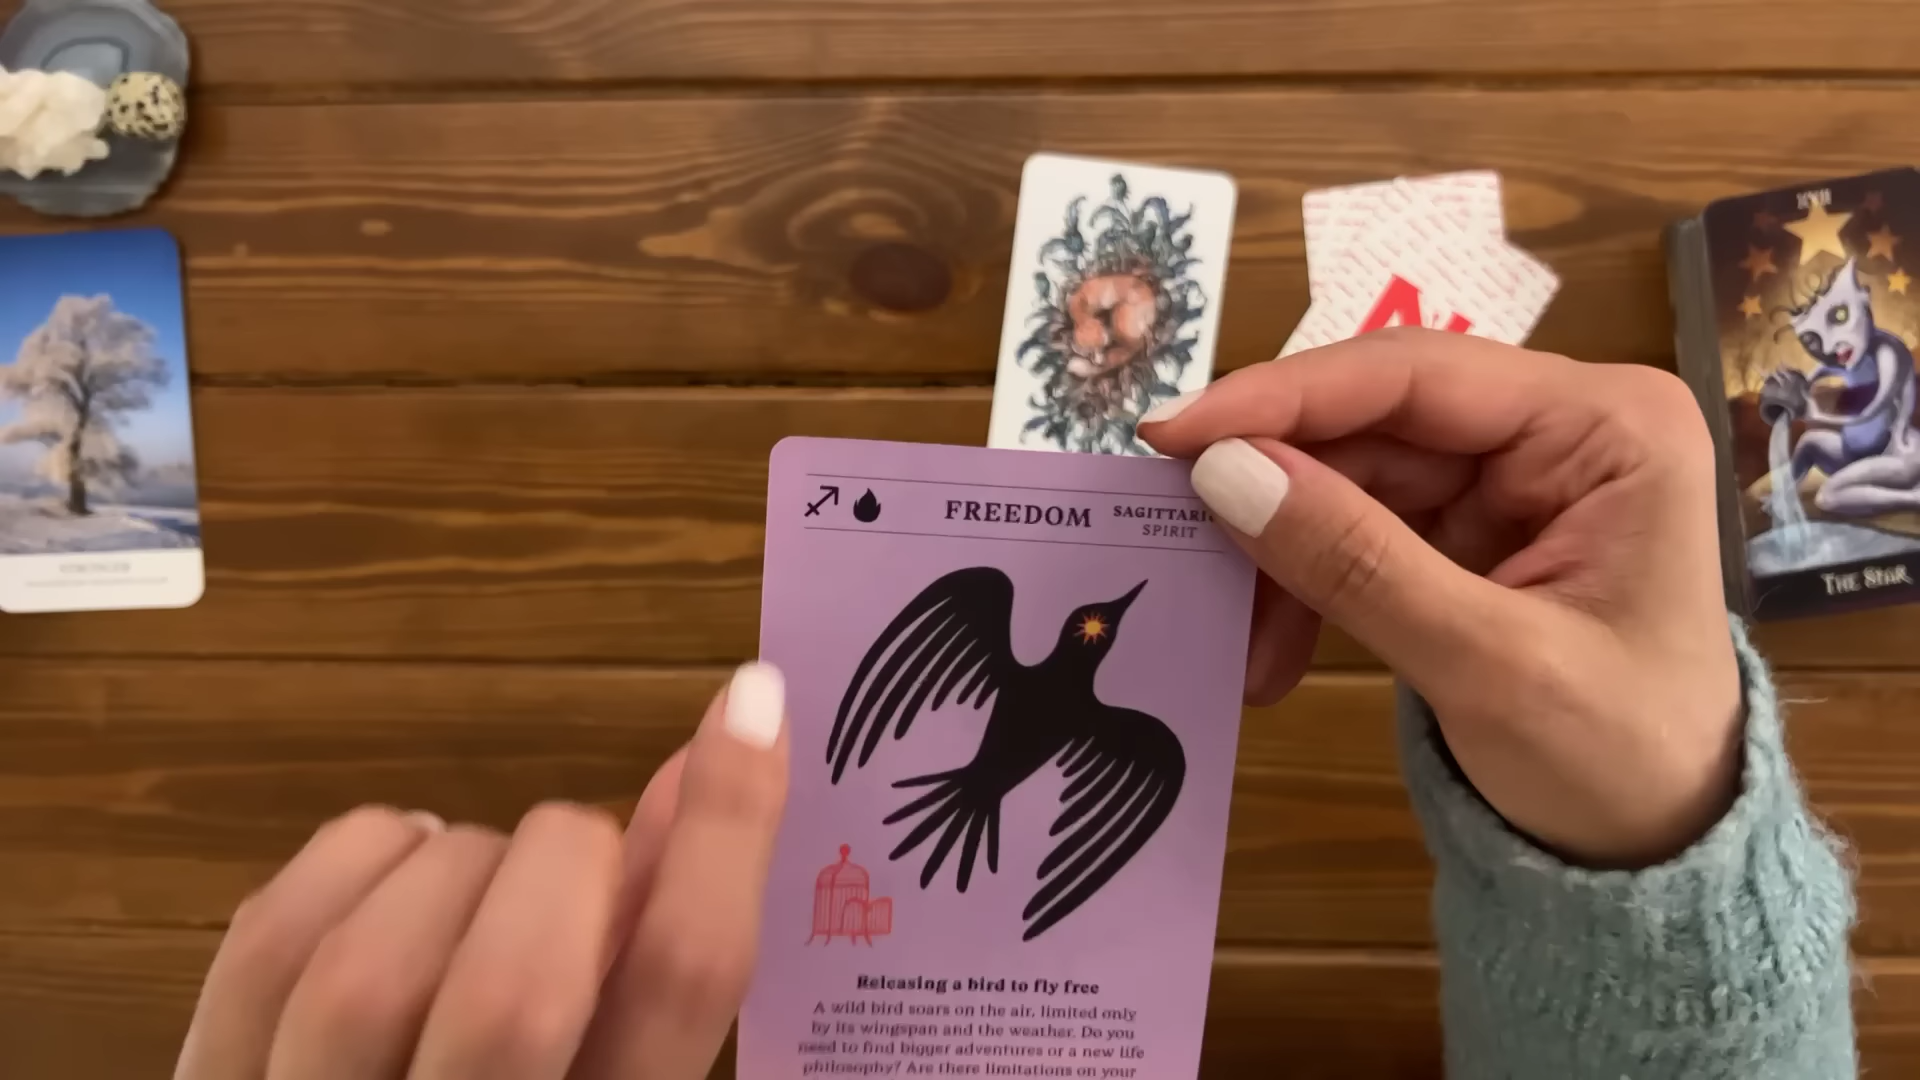 XVII
THE STAR
FREEDOM
SAGITTARIU
SPIRIT
Releasing a bird to fly free
A wild bird soars on the air, limited only
by its wingspan and the weather. Do you
need to find bigger adventures or a new life
philosophy? Are there limitations on your